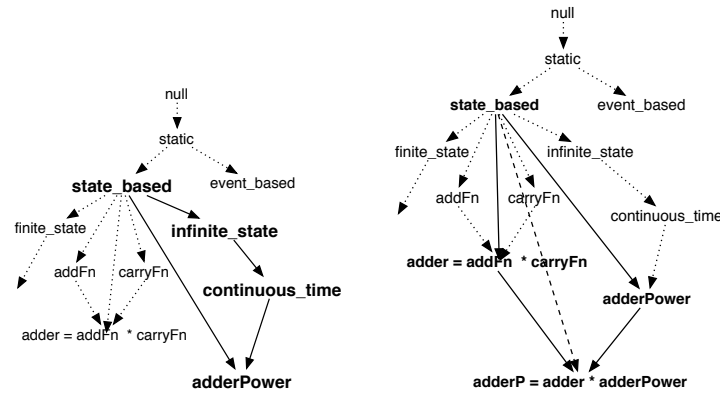 null
static
state_based
event_based
finite_state
infinite_state
addFn
carryFn
continuous_time
adder = addFn * carryFn
adderPower
null
static
state_based
event_based
finite_state
infinite_state
addFn
carryFn
continuous_time
adder = addFn * carryFn
adderPower
adderP = adder * adderPower